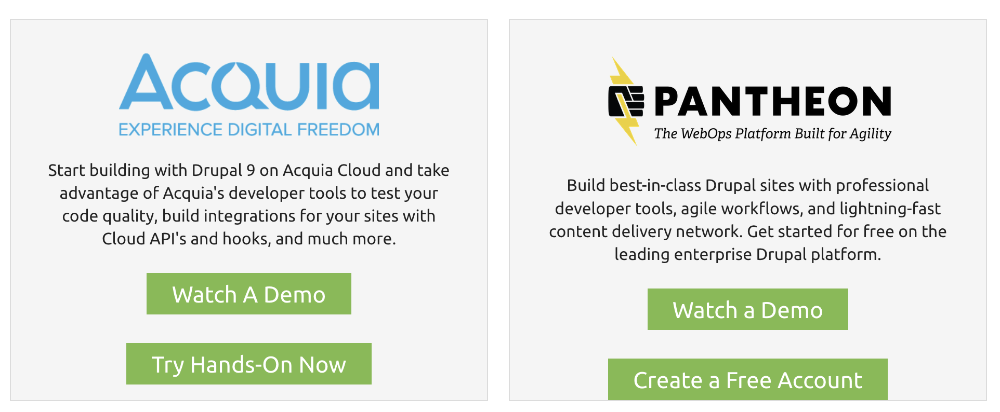 Acquia
EXPERIENCE DIGITAL FREEDOM
Start building with Drupal 9 on Acquia Cloud and take
advantage of Acquia's developer tools to test your
code quality, build integrations for your sites with
Cloud API's and hooks, and much more.
Watch A Demo
Try Hands-On Now
PANTHEON
The WebOps Platform Built for Agility
Build best-in-class Drupal sites with professional
developer tools, agile workflows, and lightning-fast
content delivery network. Get started for free on the
leading enterprise Drupal platform.
Watch a Demo
Create a Free Account